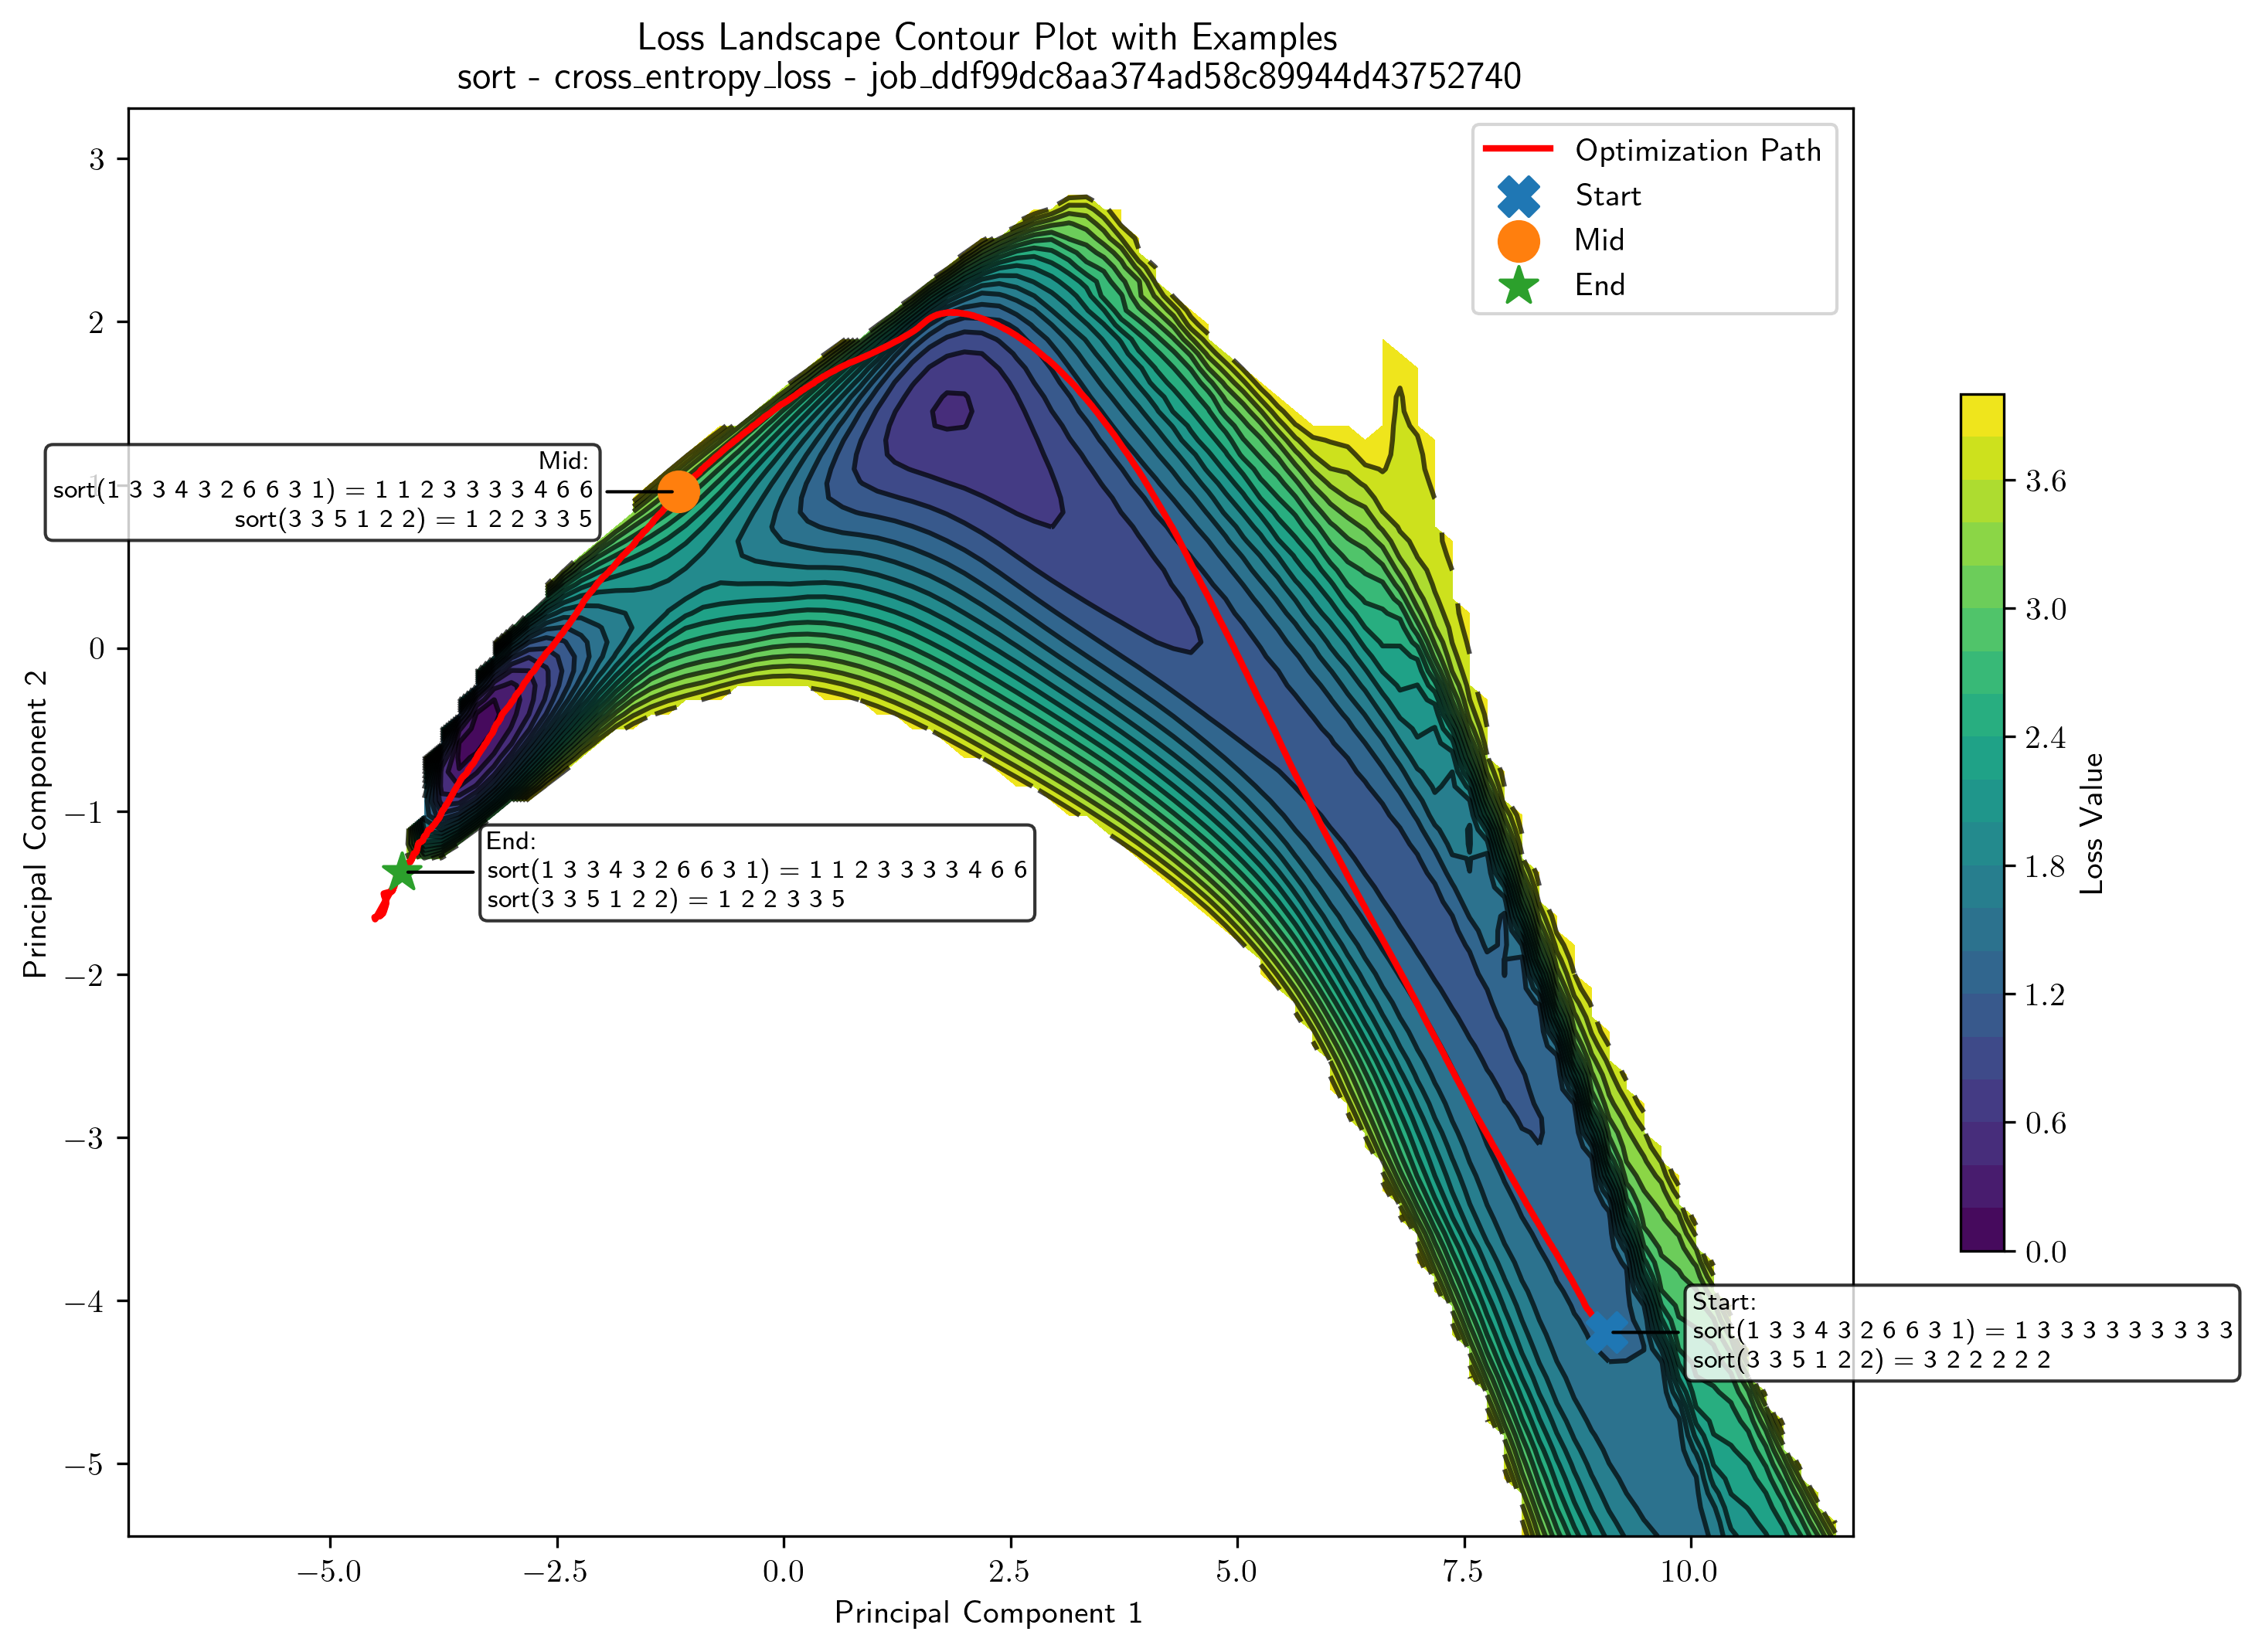 Loss Landscape Contour Plot with Examples
sort - cross_entropy_loss - job_ddf99dc8aa374ad58c89944d43752740
Optimization Path
Start
Mid
End
Mid:
sort(1 3 3 4 3 2 6 6 3 1) = 1 1 2 3 3 3 3 4 6 6
sort(3 3 5 1 2 2) = 1 2 2 3 3 5
End:
sort(1 3 3 4 3 2 6 6 3 1) = 1 1 2 3 3 3 3 4 6 6
sort(3 3 5 1 2 2) = 1 2 2 3 3 5
Start:
sort(1 3 3 4 3 2 6 6 3 1) = 1 3 3 3 3 3 3 3 3 3
sort(3 3 5 1 2 2) = 3 2 2 2 2 2
3
2
1
0
−1
−2
−3
−4
−5
Principal Component 2
−5.0
−2.5
0.0
2.5
5.0
7.5
10.0
Principal Component 1
3.6
3.0
2.4
1.8
1.2
0.6
0.0
Loss Value